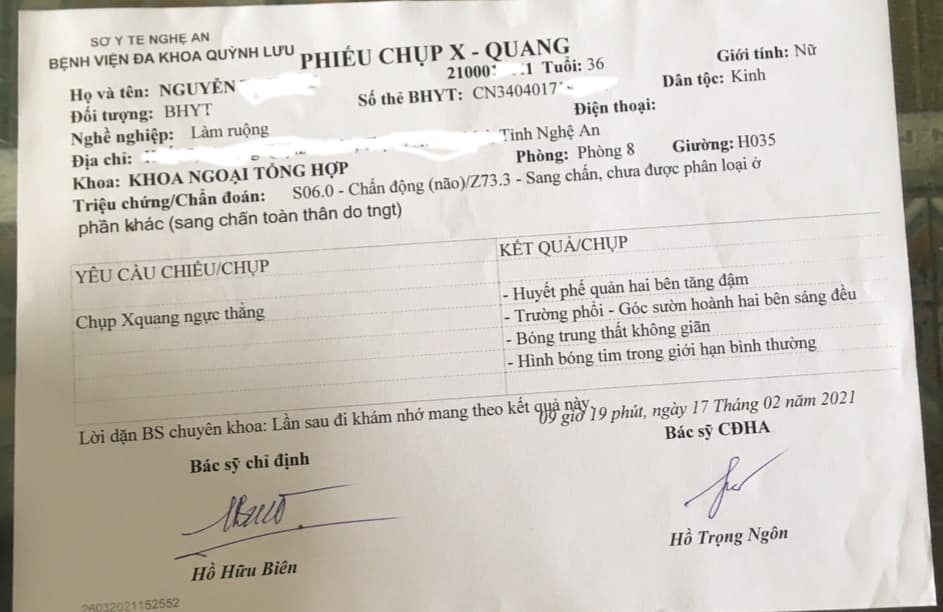 SƠ Y TẾ NGHỆ AN
BỆNH VIỆN ĐA KHOA QUỲNH LƯU
PHIẾU CHỤP X - QUANG
Họ và tên: NGUYỄN
21000 1 Tuổi: 36
Giới tính: Nữ
Đối tượng: BHYT
Số thẻ BHYT: CN3404017
Dân tộc: Kinh
Nghề nghiệp: Làm ruộng
Điện thoại:
Địa chỉ: Tỉnh Nghệ An
Khoa: KHOA NGOẠI TỔNG HỢP
Phòng: Phòng 8
Giường: H035
Triệu chứng/Chẩn đoán: S06.0 - Chấn động (não)/Z73.3 - Sang chấn, chưa được phân loại ở
phần khác (sang chấn toàn thân do tngt)
YÊU CẦU CHIẾU/CHỤP
KẾT QUẢ/CHỤP
Chụp Xquang ngực thẳng
- Huyết phế quản hai bên tăng đậm
- Trường phổi - Góc sườn hoành hai bên sáng đều
- Bóng trung thất không giãn
- Hình bóng tim trong giới hạn bình thường
Lời dặn BS chuyên khoa: Lần sau đi khám nhớ mang theo kết quả này
09 giờ 19 phút, ngày 17 Tháng 02 năm 2021
Bác sỹ chỉ định
Bác sỹ CĐHA
Hồ Hữu Biên
Hồ Trọng Ngôn
26032021152552